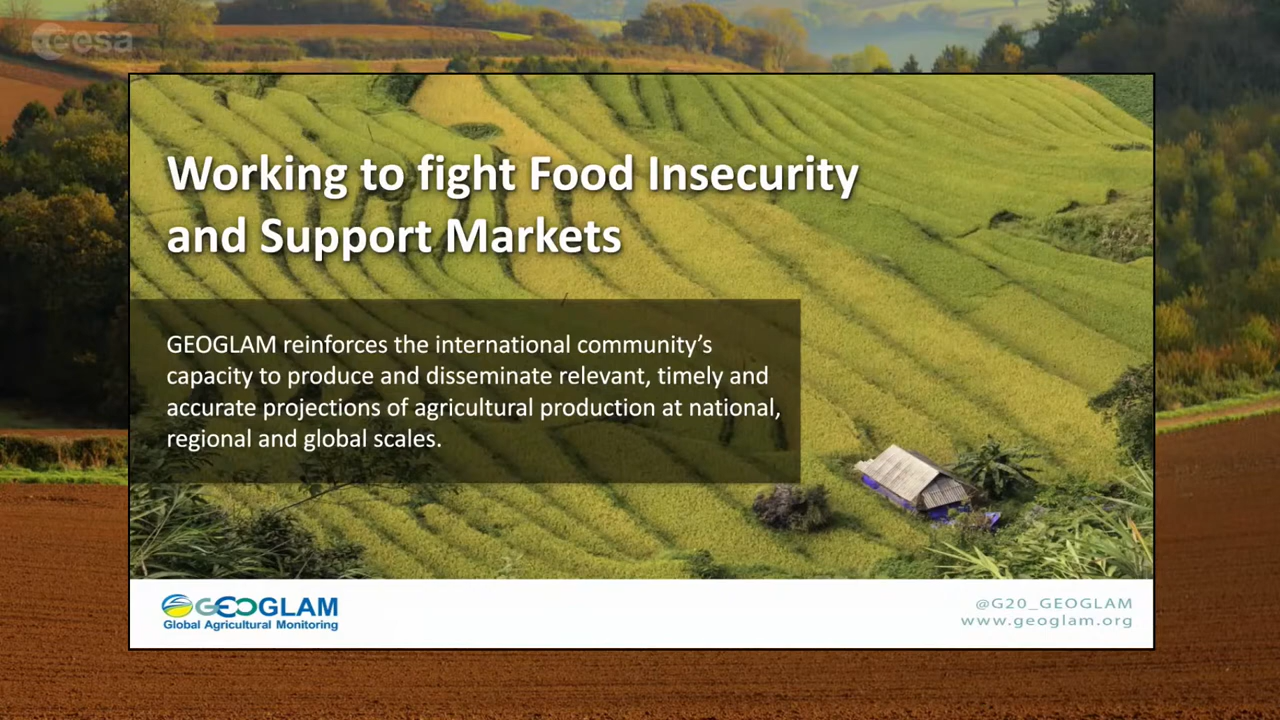 esa
Working to fight Food Insecurity
and Support Markets
GEOGLAM reinforces the international community’s
capacity to produce and disseminate relevant, timely and
accurate projections of agricultural production at national,
regional and global scales.
GEOGLAM
Global Agricultural Monitoring
@G20_GEOGLAM
www.geoglam.org